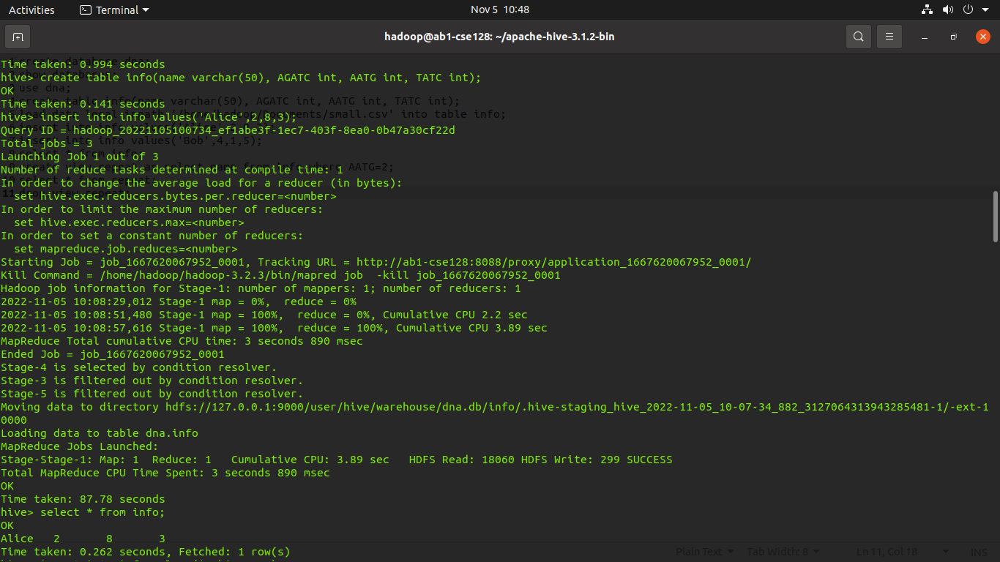 Activities Terminal Nov 5 10:48
hadoop@ab1-cse128: ~/apache-hive-3.1.2-bin
Time taken: 0.994 seconds
hive> create table info(name varchar(50), AGATC int, AATG int, TATC int);
OK
Time taken: 0.141 seconds
hive> insert into info values('Alice',2,8,3);
Query ID = hadoop_20221105100734_ef1abe3f-1ec7-403f-8ea0-0b47a30cf22d
Total jobs = 3
Launching Job 1 out of 3
Number of reduce tasks determined at compile time: 1
In order to change the average load for a reducer (in bytes):
  set hive.exec.reducers.bytes.per.reducer=<number>
In order to limit the maximum number of reducers:
  set hive.exec.reducers.max=<number>
In order to set a constant number of reducers:
  set mapreduce.job.reduces=<number>
Starting Job = job_1667620067952_0001, Tracking URL = http://ab1-cse128:8088/proxy/application_1667620067952_0001/
Kill Command = /home/hadoop/hadoop-3.2.3/bin/mapred job  -kill job_1667620067952_0001
Hadoop job information for Stage-1: number of mappers: 1; number of reducers: 1
2022-11-05 10:08:29,012 Stage-1 map = 0%,  reduce = 0%
2022-11-05 10:08:51,480 Stage-1 map = 100%,  reduce = 0%, Cumulative CPU 2.2 sec
2022-11-05 10:08:57,616 Stage-1 map = 100%,  reduce = 100%, Cumulative CPU 3.89 sec
MapReduce Total cumulative CPU time: 3 seconds 890 msec
Ended Job = job_1667620067952_0001
Stage-4 is selected by condition resolver.
Stage-3 is filtered out by condition resolver.
Stage-5 is filtered out by condition resolver.
Moving data to directory hdfs://127.0.0.1:9000/user/hive/warehouse/dna.db/info/.hive-staging_hive_2022-11-05_10-07-34_882_3127064313943285481-1/-ext-1
0000
Loading data to table dna.info
MapReduce Jobs Launched:
Stage-Stage-1: Map: 1  Reduce: 1   Cumulative CPU: 3.89 sec   HDFS Read: 18060 HDFS Write: 299 SUCCESS
Total MapReduce CPU Time Spent: 3 seconds 890 msec
OK
Time taken: 87.78 seconds
hive> select * from info;
OK
Alice	2	8	3
Time taken: 0.262 seconds, Fetched: 1 row(s)
Plain Text Tab Width: 8 Ln 11, Col 18 INS